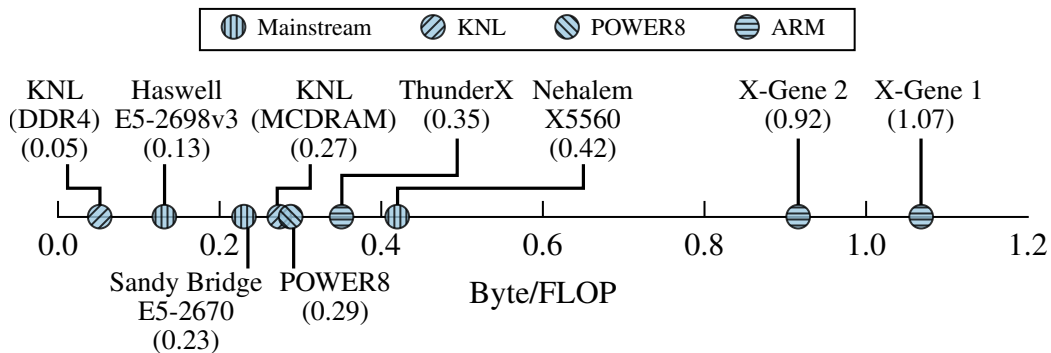 Mainstream KNL POWER8 ARM
KNL
(DDR4)
(0.05)
Haswell
E5-2698v3
(0.13)
KNL
(MCDRAM)
(0.27)
ThunderX
(0.35)
Nehalem
X5560
(0.42)
X-Gene 2
(0.92)
X-Gene 1
(1.07)
0.0 0.2 0.4 0.6 0.8 1.0 1.2
Sandy Bridge
E5-2670
(0.23)
POWER8
(0.29)
Byte/FLOP